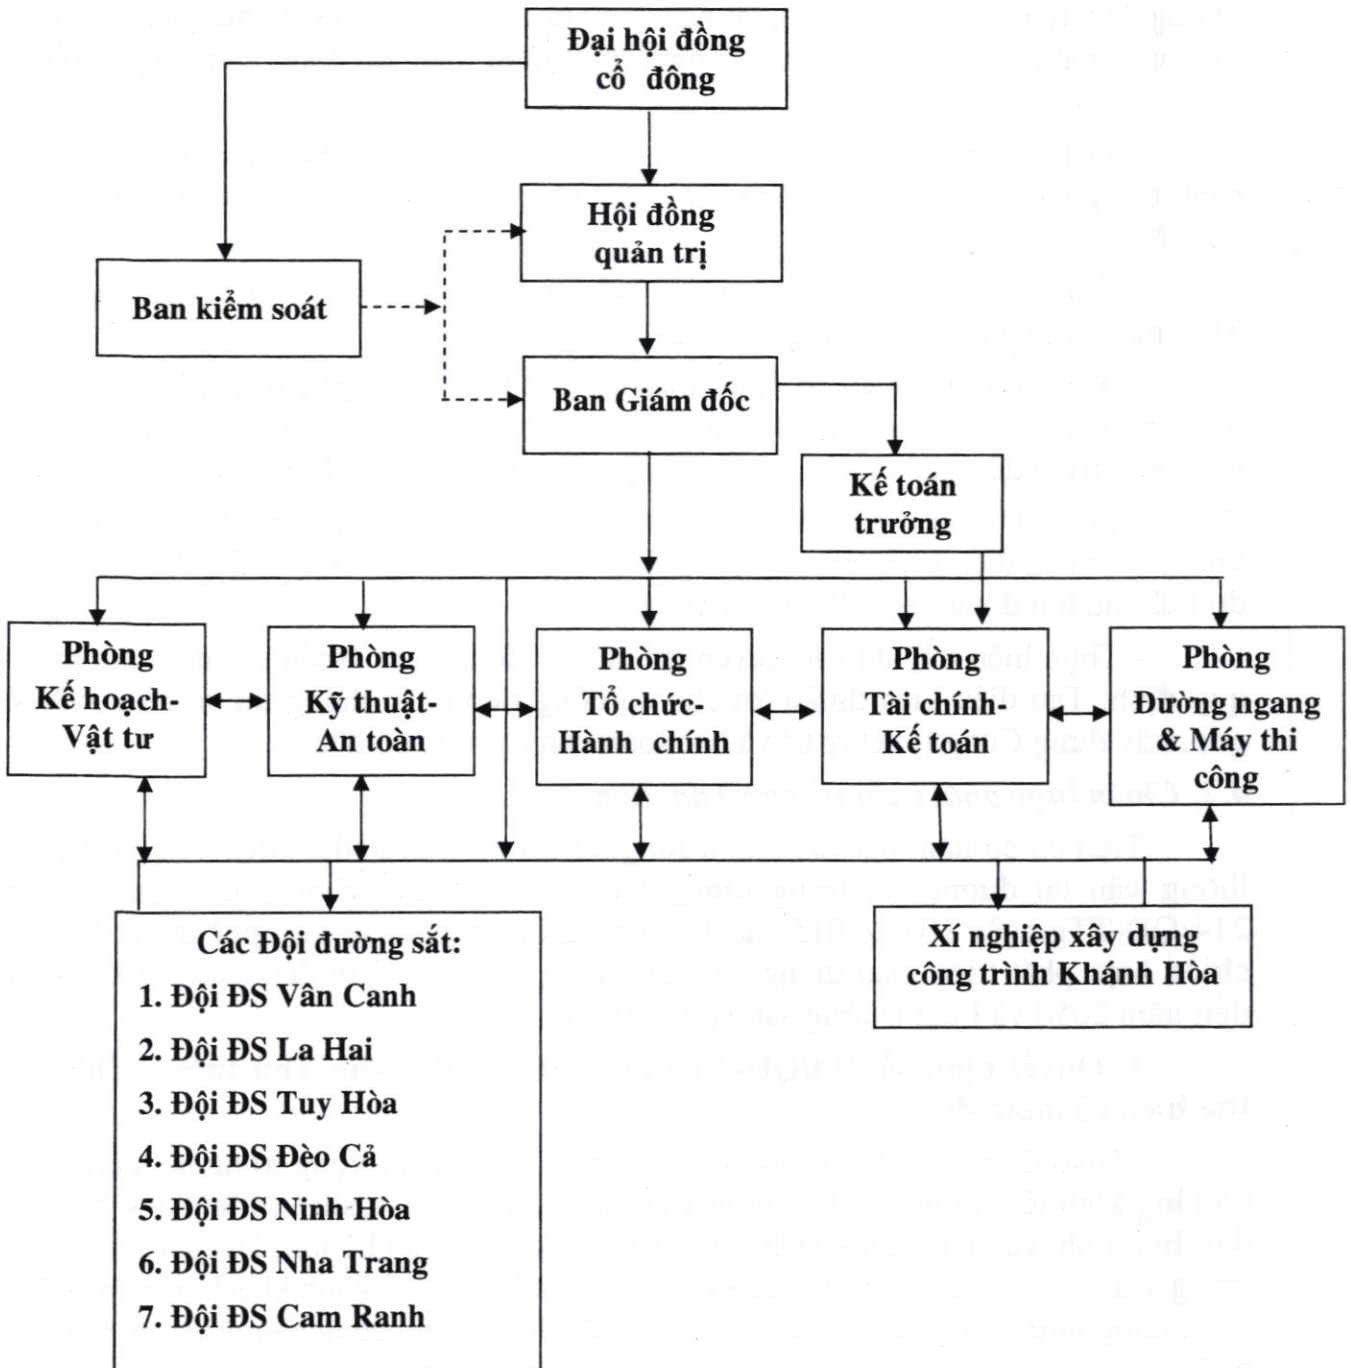 Đại hội đồng
cổ đông
Hội đồng
quản trị
Ban kiểm soát
Ban Giám đốc
Kế toán
trưởng
Phòng
Kế hoạch-
Vật tư
Phòng
Kỹ thuật-
An toàn
Phòng
Tổ chức-
Hành chính
Phòng
Tài chính-
Kế toán
Phòng
Đường ngang
& Máy thi
công
Các Đội đường sắt:
1. Đội ĐS Vân Canh
2. Đội ĐS La Hai
3. Đội ĐS Tuy Hòa
4. Đội ĐS Đèo Cả
5. Đội ĐS Ninh Hòa
6. Đội ĐS Nha Trang
7. Đội ĐS Cam Ranh
Xí nghiệp xây dựng
công trình Khánh Hòa